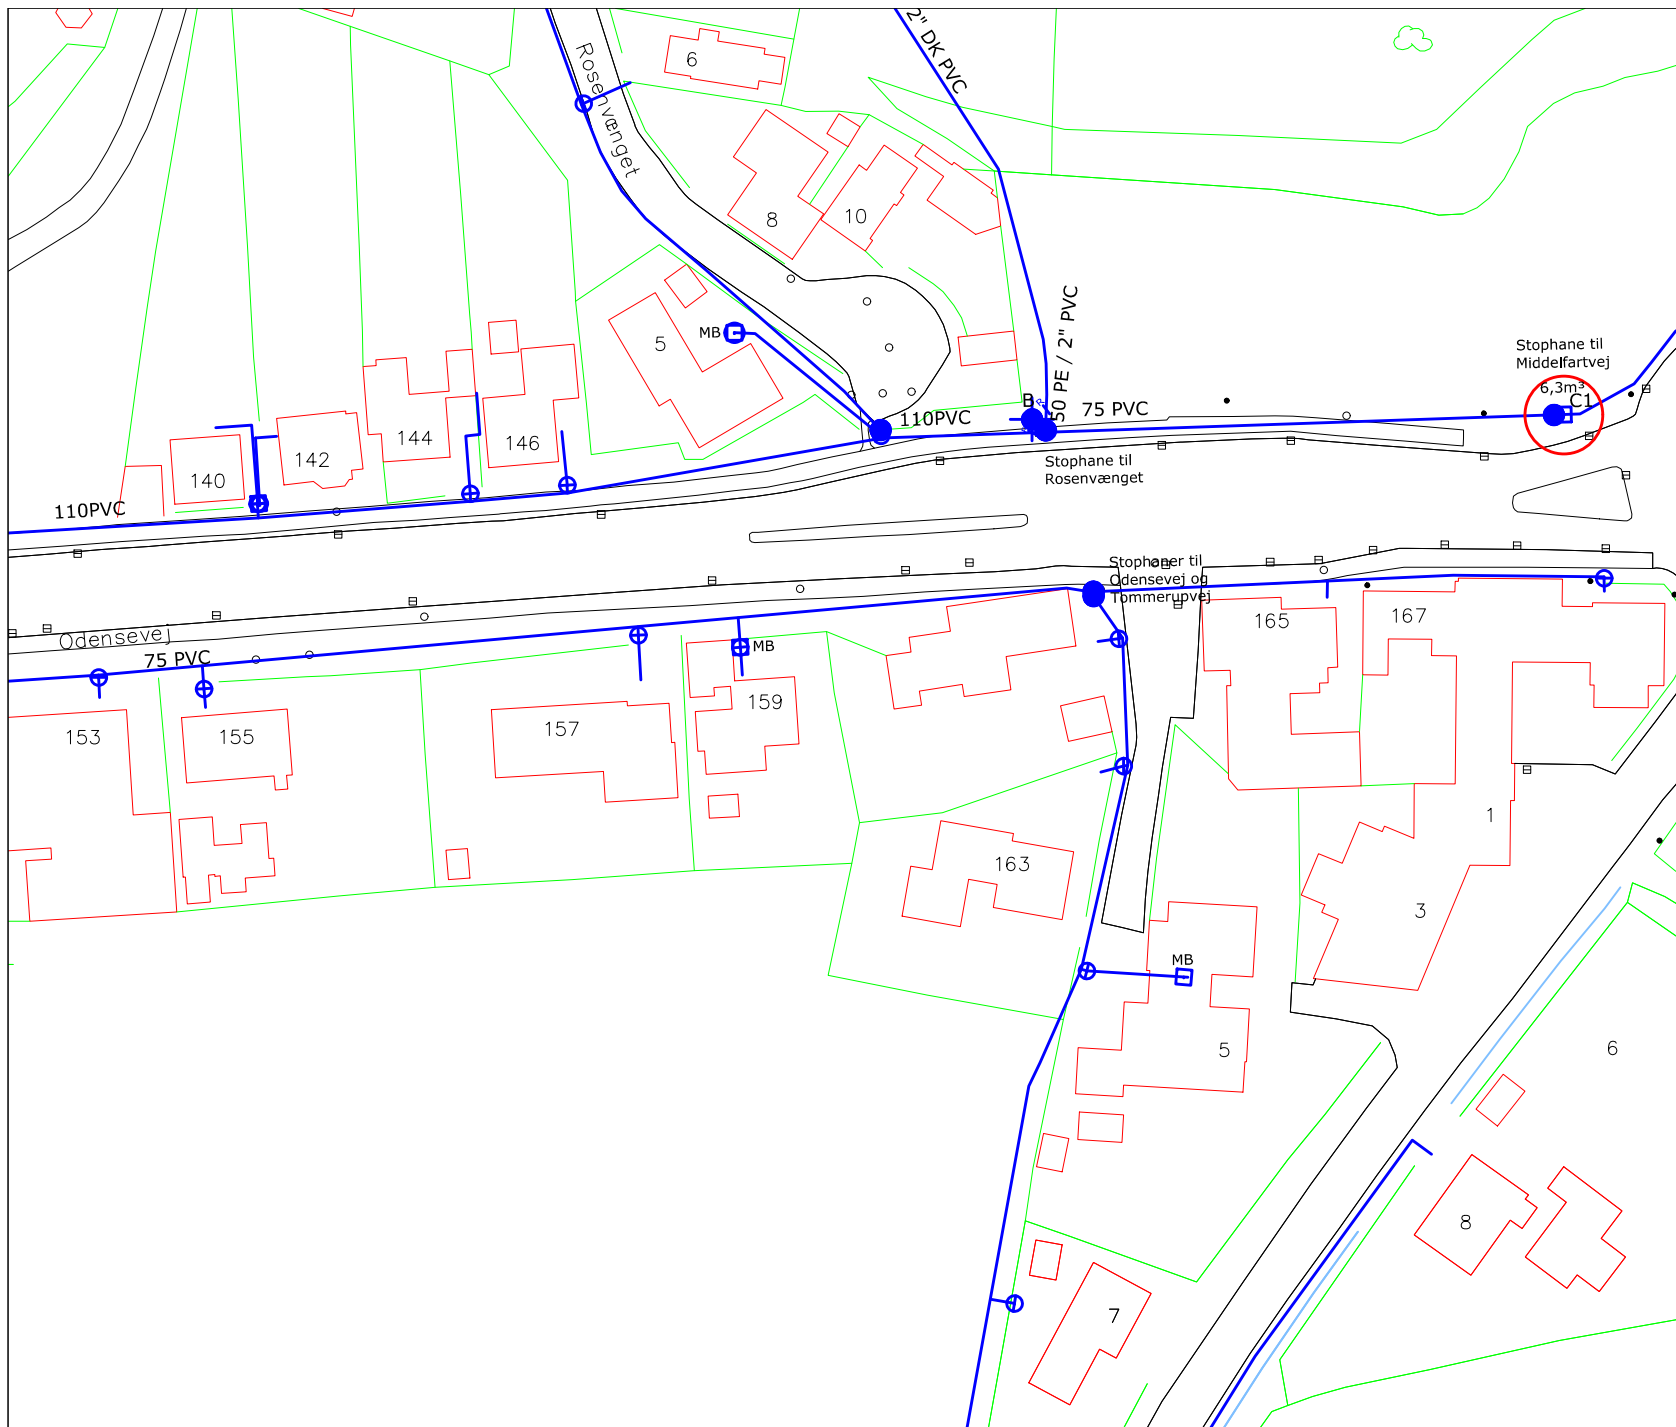 2" DK PVC
Rosenvænget
6
8
10
5
MB
50 PE / 2" PVC
Stophane til
Middelfartvej
6,3m³
C1
B
75 PVC
110PVC
Stophane til
Rosenvænget
140
142
144
146
110PVC
Stophaner til
Odensevej og
Tommerupvej
Odensevej
75 PVC
MB
153
155
157
159
165
167
163
1
3
MB
5
6
8
7